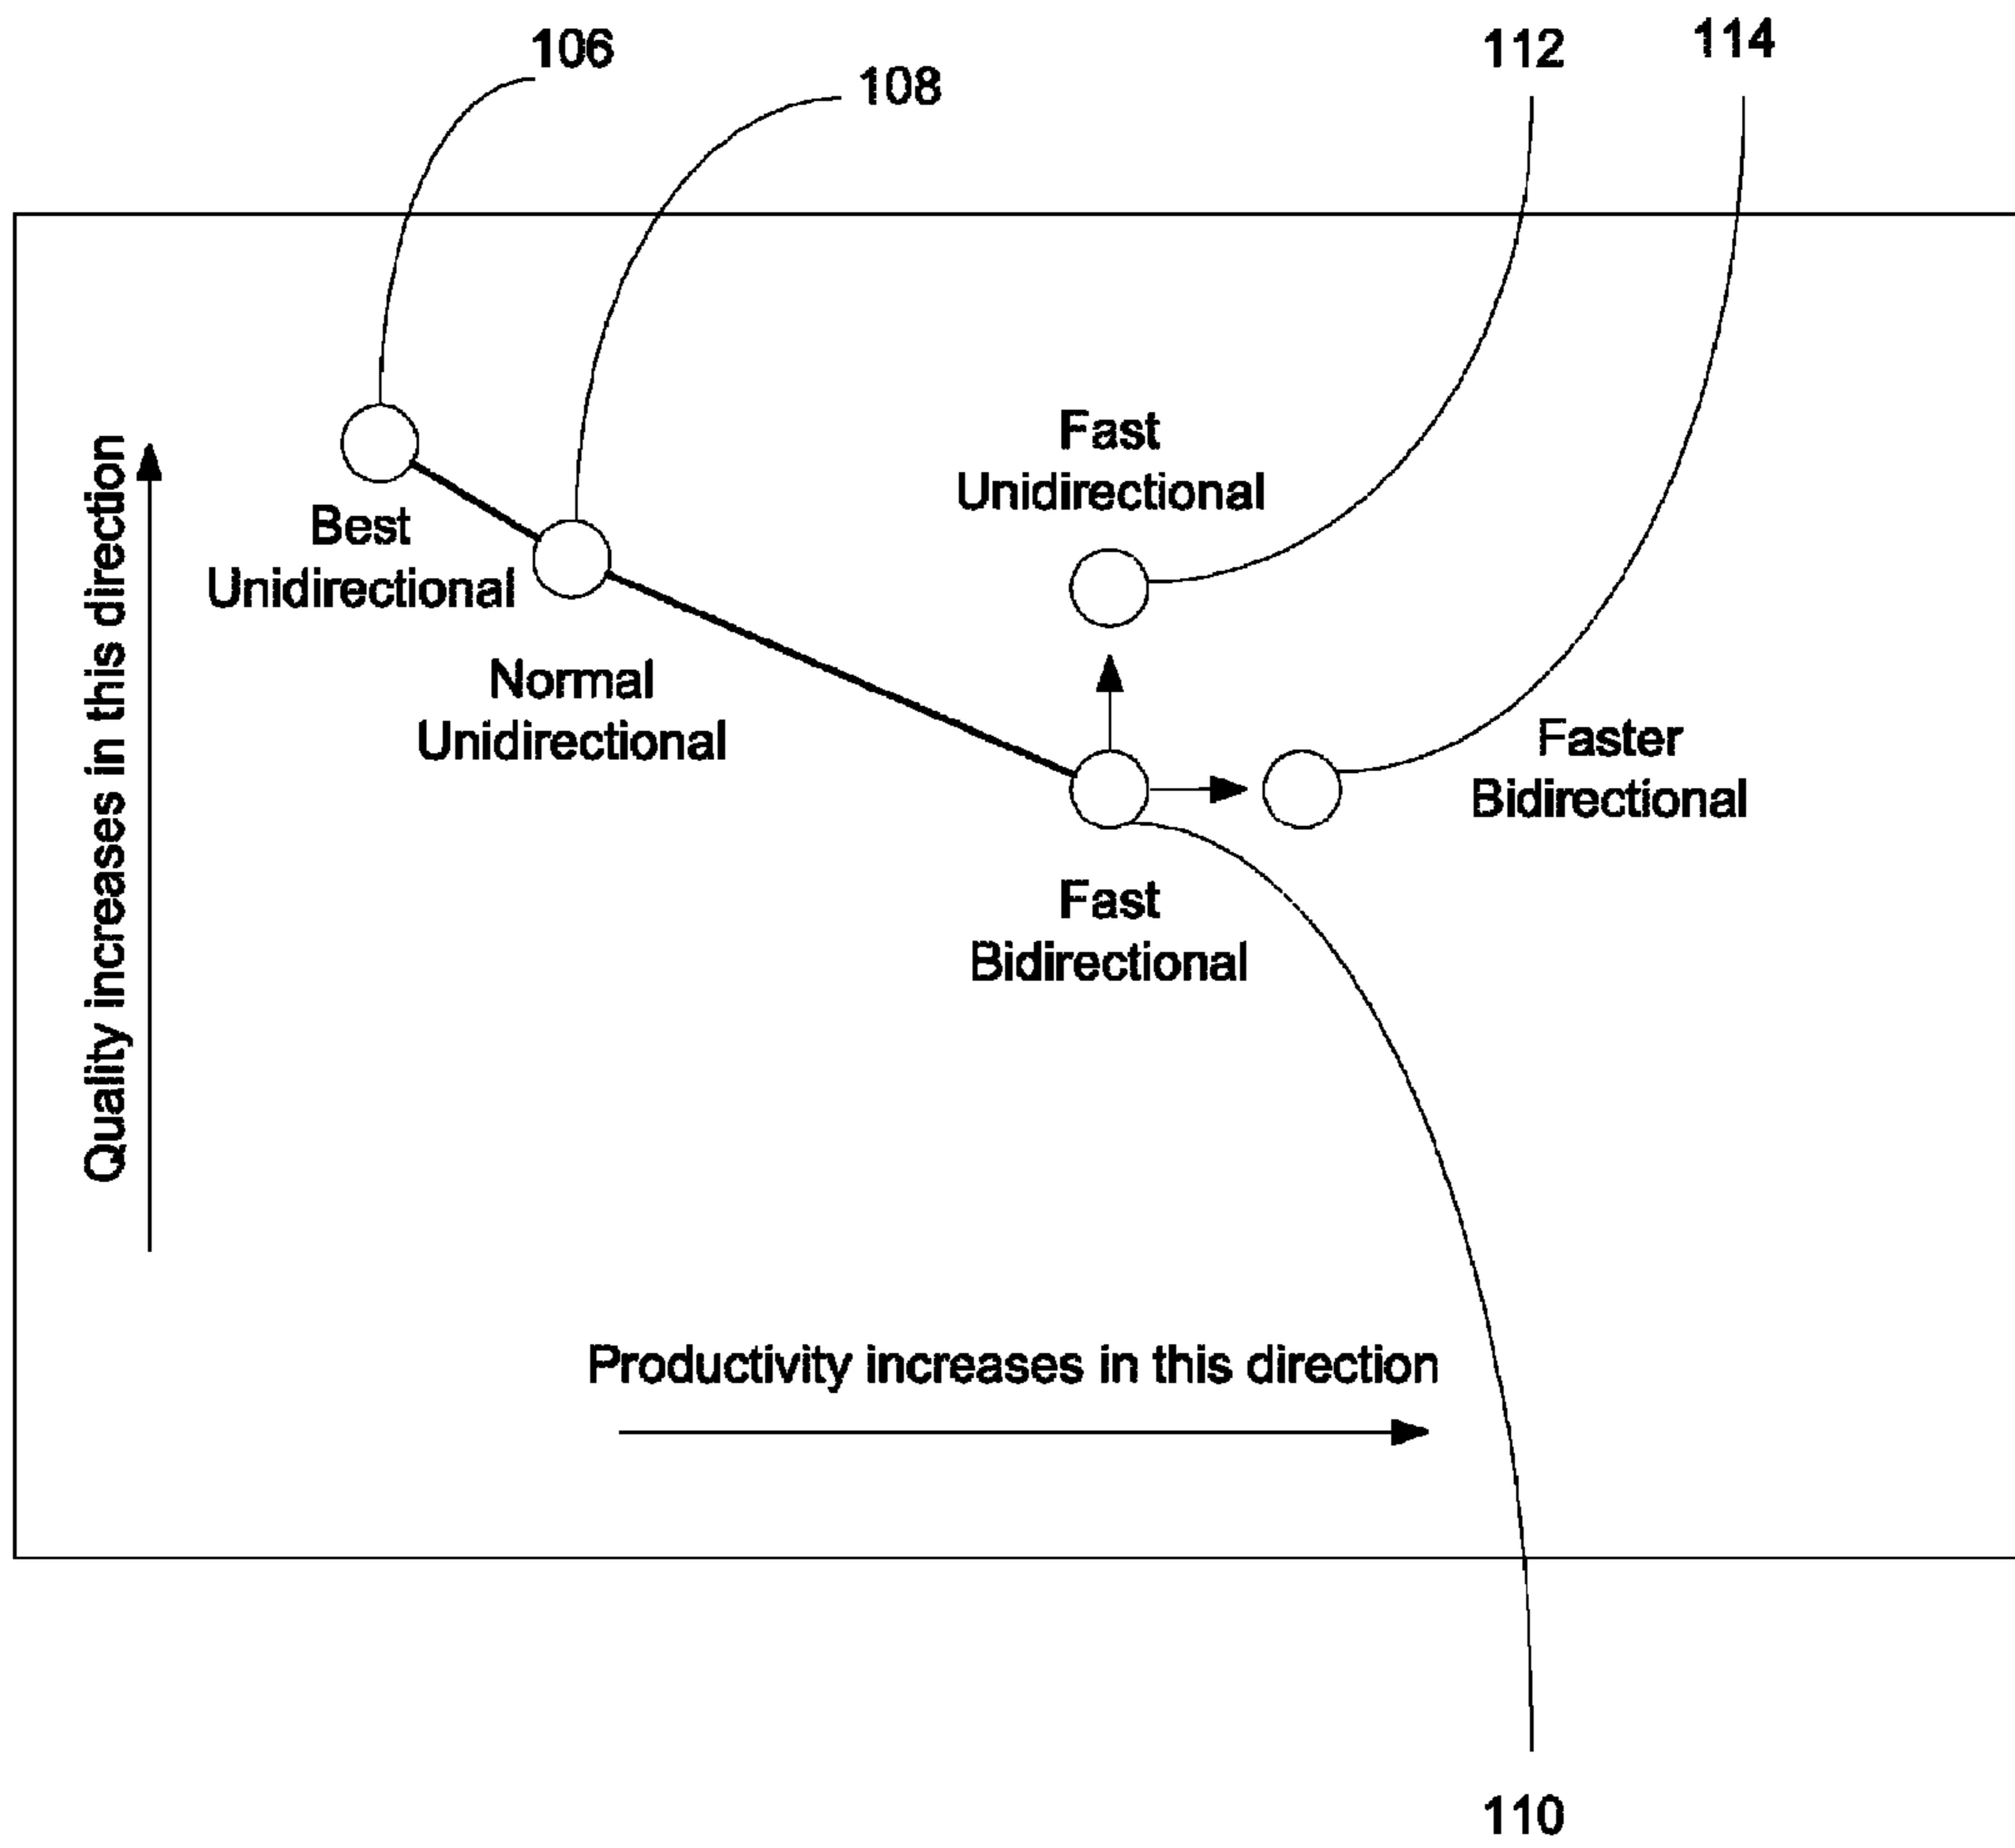 106
108
112
114
Quality increases in this direction
Best
Unidirectional
Normal
Unidirectional
Fast
Unidirectional
Faster
Bidirectional
Fast
Bidirectional
Productivity increases in this direction
110